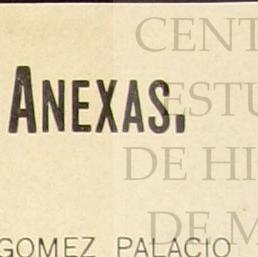 CENT
ANEXAS.
ESTU
DE HI
GOMEZ PALACIO
DE M